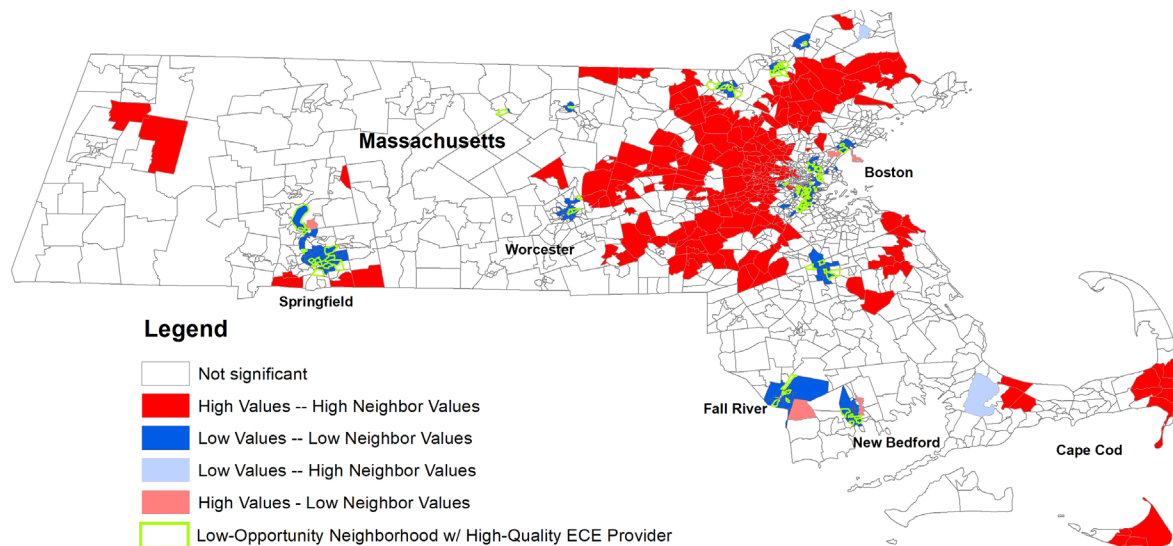 Massachusetts
Boston
Worcester
Springfield
Legend
Not significant
High Values -- High Neighbor Values
Fall River
Low Values -- Low Neighbor Values
New Bedford
Cape Cod
Low Values -- High Neighbor Values
High Values - Low Neighbor Values
Low-Opportunity Neighborhood w/ High-Quality ECE Provider